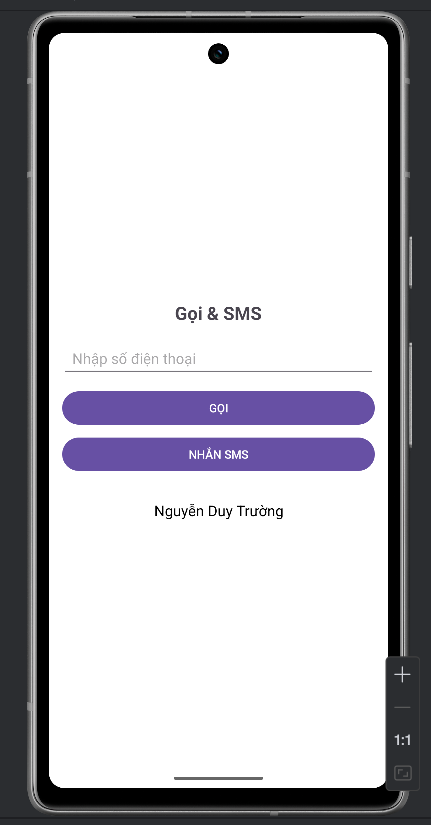 Gọi & SMS
Nhập số điện thoại
GỌI
NHẮN SMS
Nguyễn Duy Trường
1:1